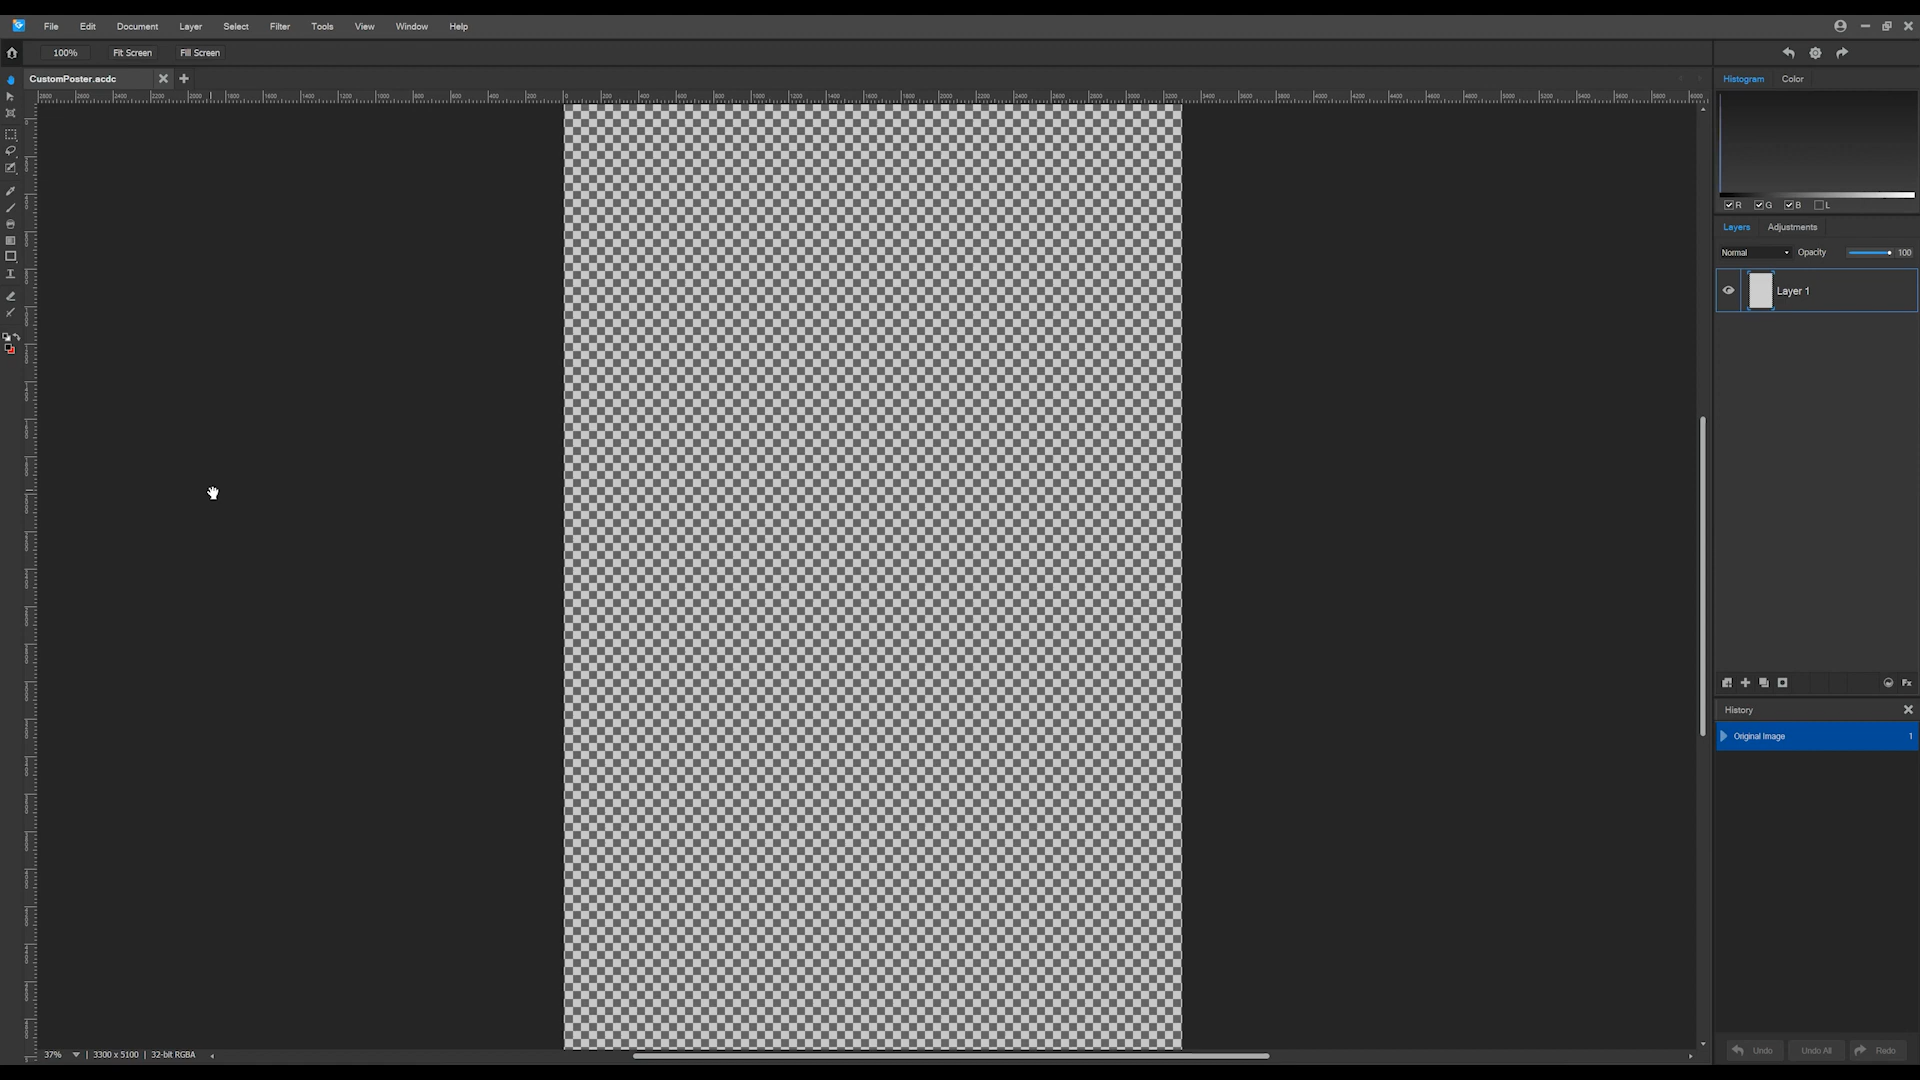 File Edit Document Layer Select Filter Tools View Window Help
100% Fit Screen Fill Screen
CustomPoster.acdc
Histogram Color
R G B L
Layers Adjustments
Normal Opacity 100
Layer 1
Fx
History
Original Image 1
37% | 3300 x 5100 | 32-bit RGBA
Undo Undo All Redo